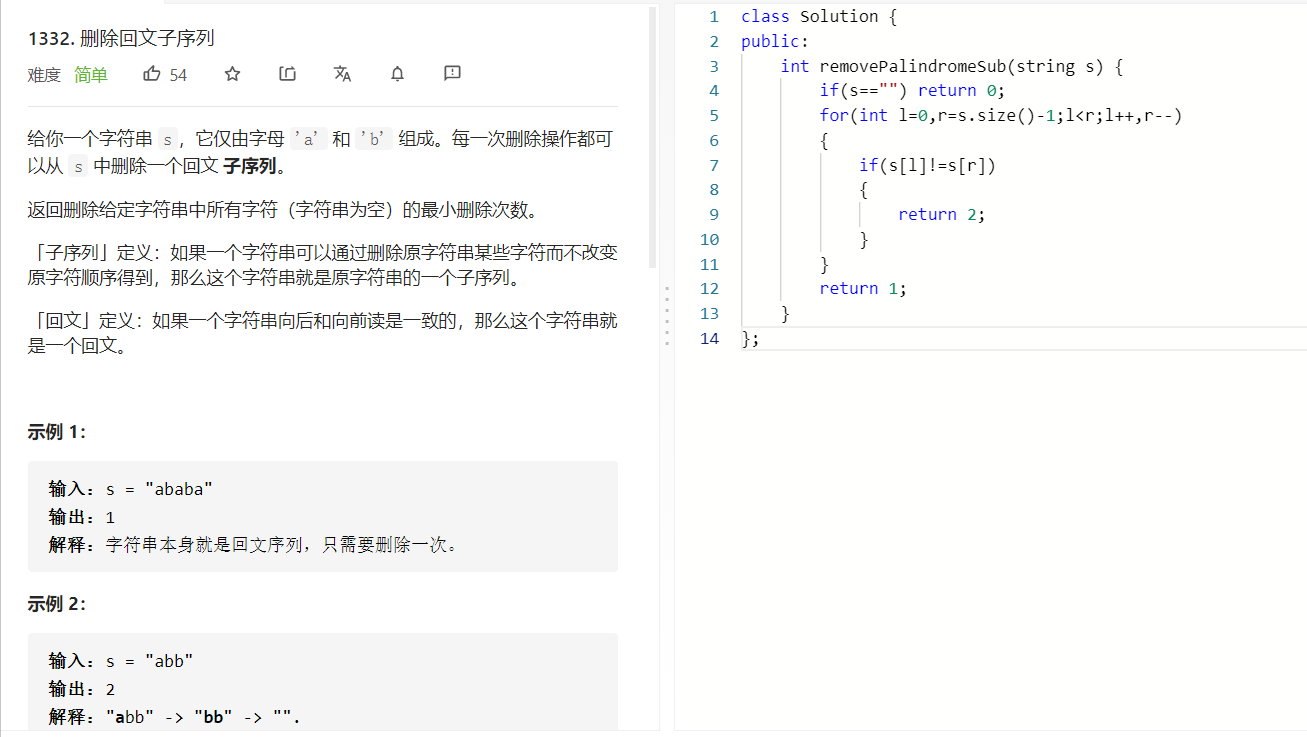 1332. 删除回文子序列
难度 简单 54
给你一个字符串 s，它仅由字母 'a' 和 'b' 组成。每一次删除操作都可
以从 s 中删除一个回文 子序列。
返回删除给定字符串中所有字符（字符串为空）的最小删除次数。
「子序列」定义：如果一个字符串可以通过删除原字符串某些字符而不改变
原字符顺序得到，那么这个字符串就是原字符串的一个子序列。
「回文」定义：如果一个字符串向后和向前读是一致的，那么这个字符串就
是一个回文。
示例 1：
输入：s = "ababa"
输出：1
解释：字符串本身就是回文序列，只需要删除一次。
示例 2：
输入：s = "abb"
输出：2
解释："abb" -> "bb" -> "".
1 class Solution {
2 public:
3 int removePalindromeSub(string s) {
4 if(s=="") return 0;
5 for(int l=0,r=s.size()-1;l<r;l++,r--)
6 {
7 if(s[l]!=s[r])
8 {
9 return 2;
10 }
11 }
12 return 1;
13 }
14 };